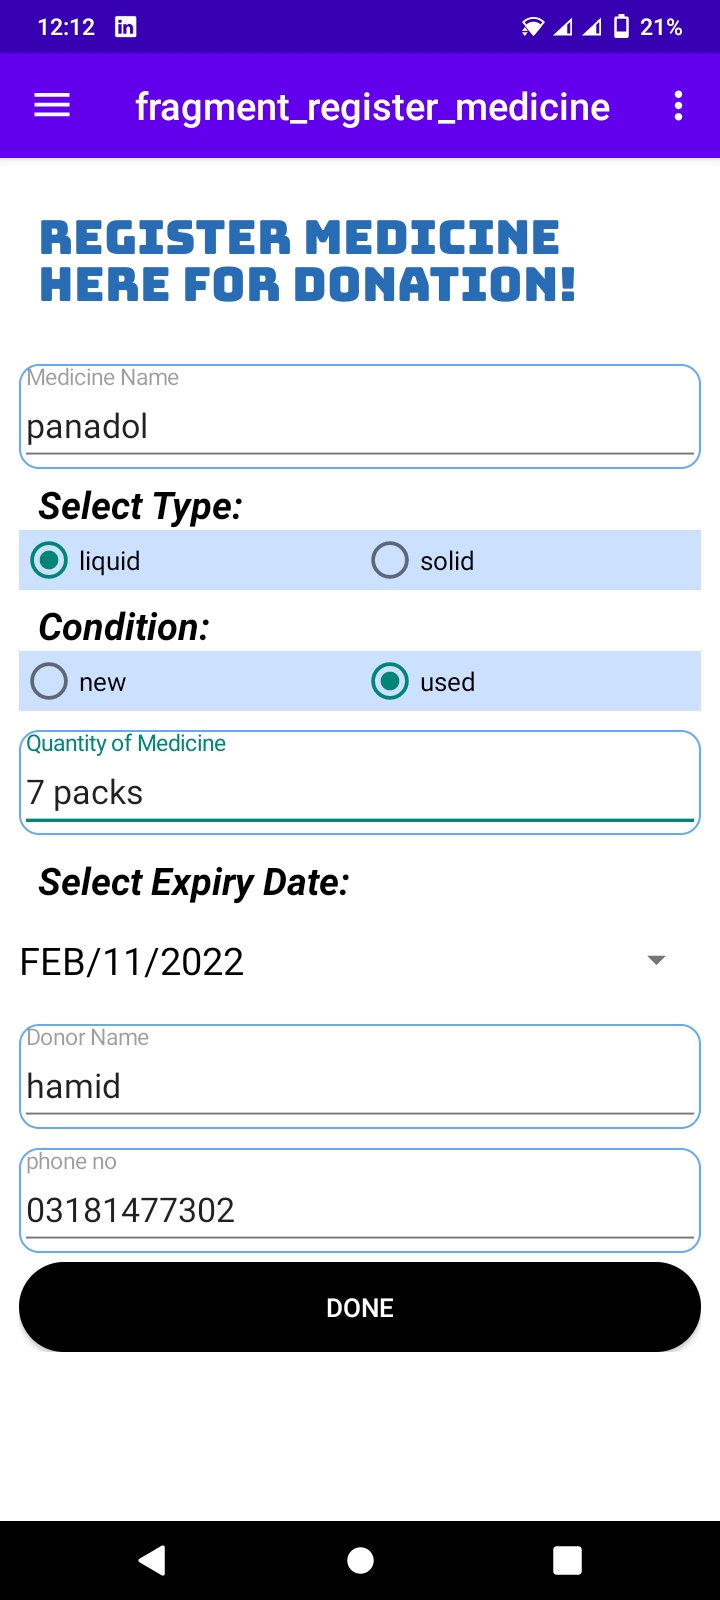 12:12 in 21%
fragment_register_medicine
REGISTER MEDICINE
HERE FOR DONATION!
Medicine Name
panadol
Select Type:
liquid solid
Condition:
new used
Quantity of Medicine
7 packs
Select Expiry Date:
FEB/11/2022
Donor Name
hamid
phone no
03181477302
DONE